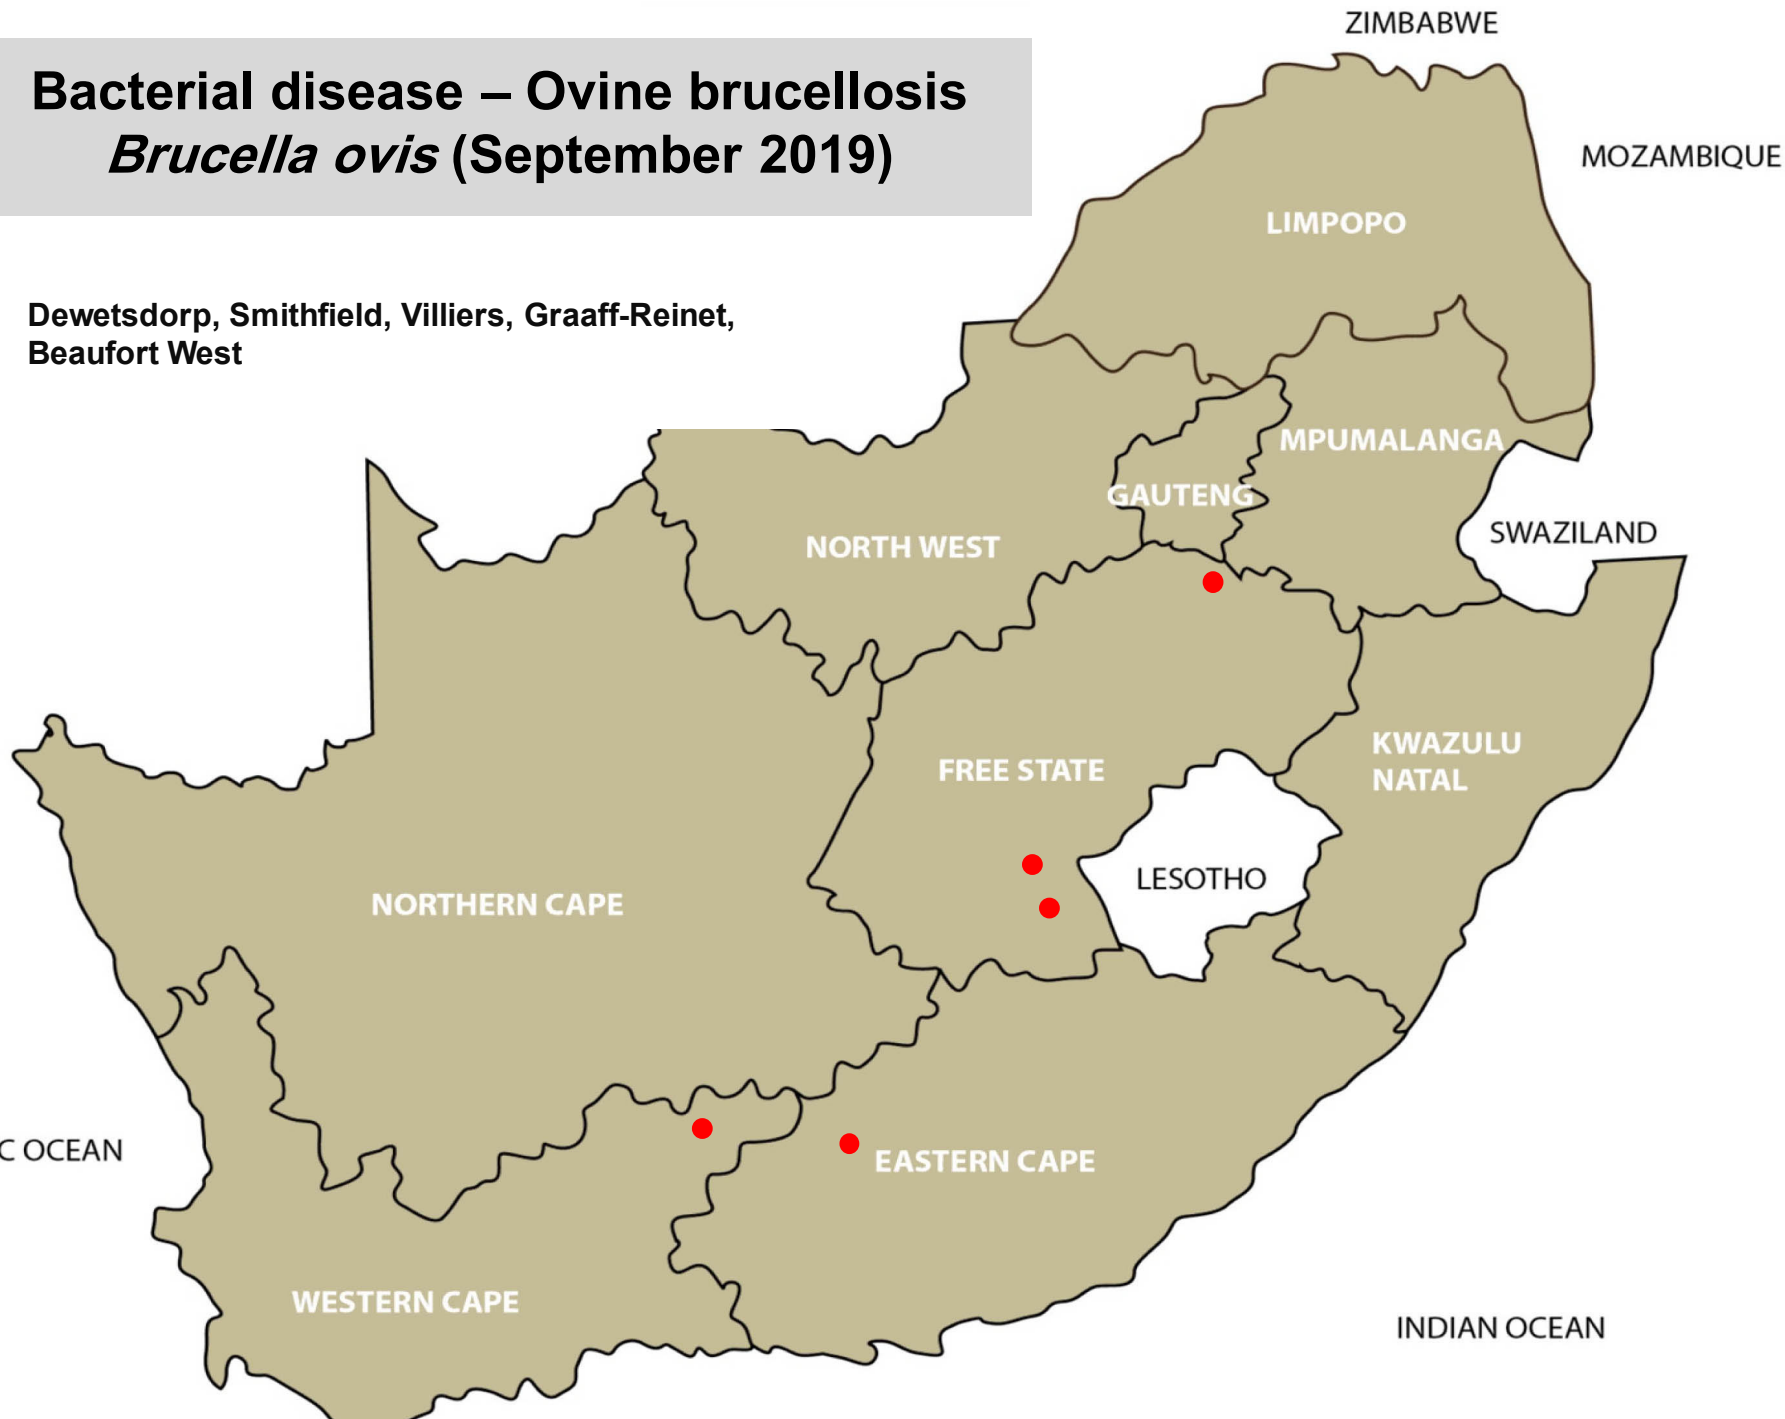 ZIMBABWE
Bacterial disease – Ovine brucellosis
Brucella ovis (September 2019)
MOZAMBIQUE
LIMPOPO
Dewetsdorp, Smithfield, Villiers, Graaff-Reinet,
Beaufort West
MPUMALANGA
GAUTENG
SWAZILAND
NORTH WEST
KWAZULU
NATAL
FREE STATE
LESOTHO
NORTHERN CAPE
C OCEAN
EASTERN CAPE
WESTERN CAPE
INDIAN OCEAN